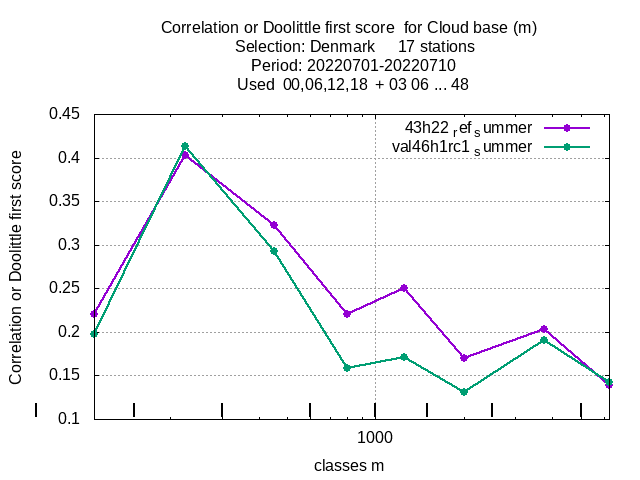 Correlation or Doolittle first score  for Cloud base (m)
Selection: Denmark     17 stations
Period: 20220701-20220710
Used  00,06,12,18  + 03 06 ... 48
43h22 ref summer
val46h1rc1 summer
Correlation or Doolittle first score
0.45
0.4
0.35
0.3
0.25
0.2
0.15
0.1
1000
classes m